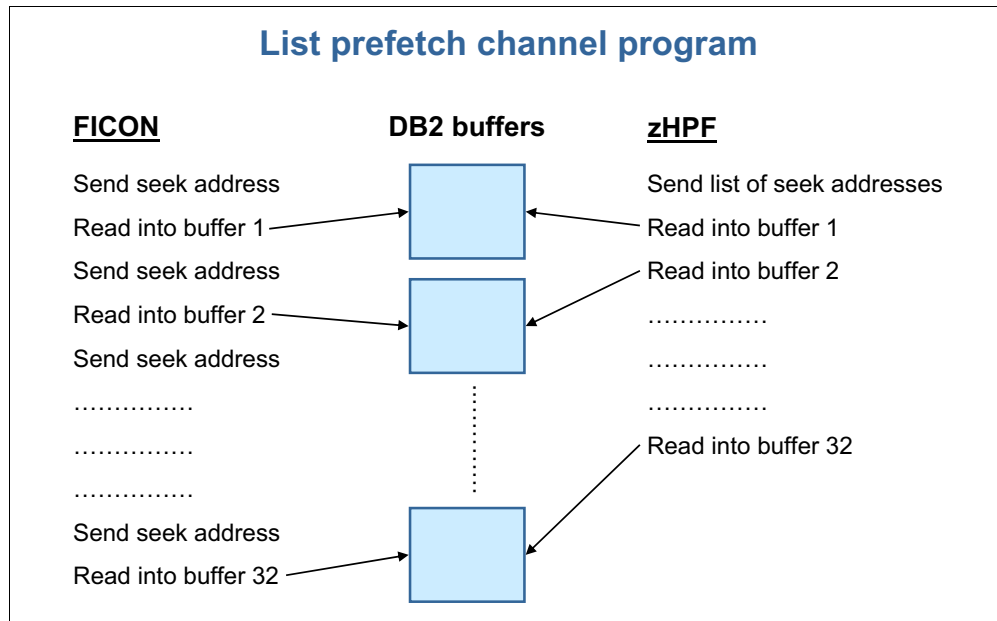 List prefetch channel program
FICON
Send seek address
Read into buffer 1
Send seek address
Read into buffer 2
Send seek address
……………
……………
……………
Send seek address
Read into buffer 32
DB2 buffers
zHPF
Send list of seek addresses
Read into buffer 1
Read into buffer 2
……………
……………
……………
Read into buffer 32